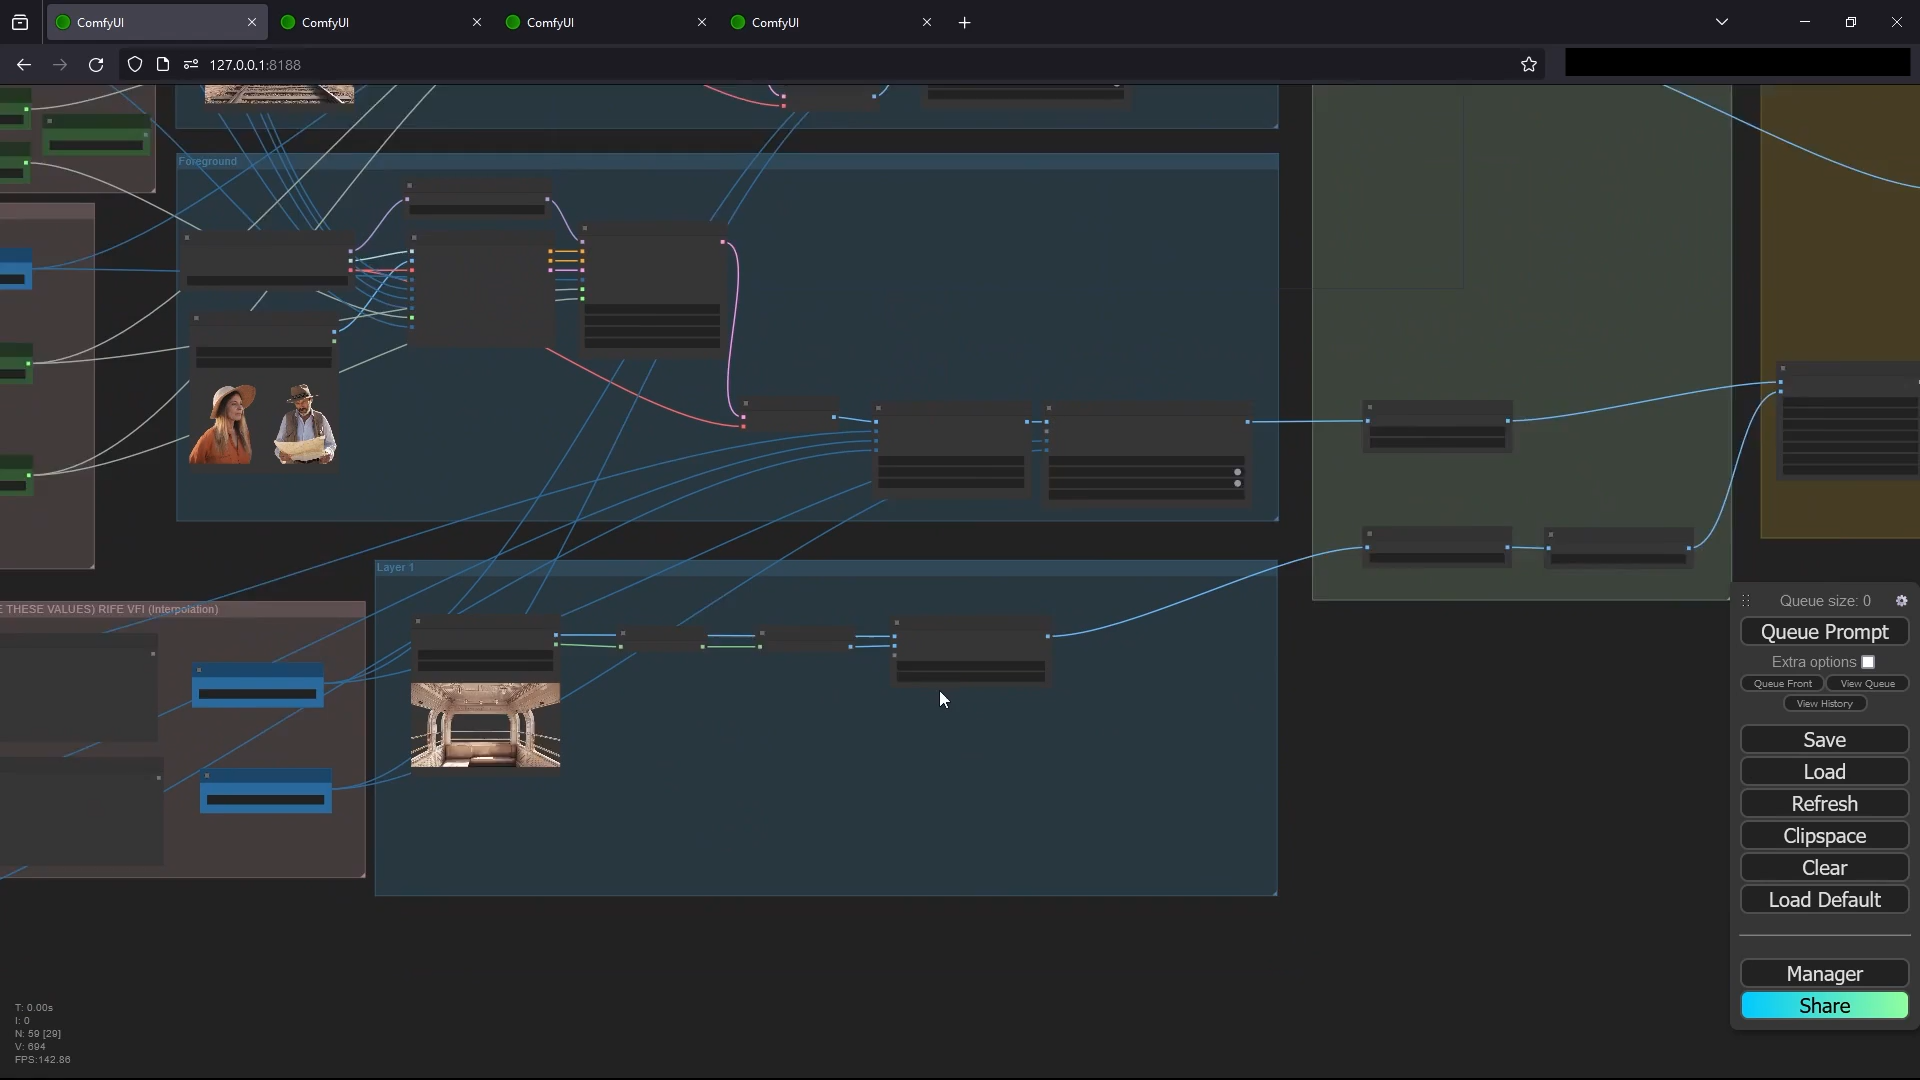 ComfyUI
ComfyUI
ComfyUI
ComfyUI
127.0.0.1:8188
Foreground
Layer 1
E THESE VALUES) RIFE VFI (Interpolation)
Queue size: 0
Queue Prompt
Extra options
Queue Front
View Queue
View History
Save
Load
Refresh
Clipspace
Clear
Load Default
Manager
Share
T: 0.00s
I: 0
N: 59 [29]
V: 694
FPS:142.86